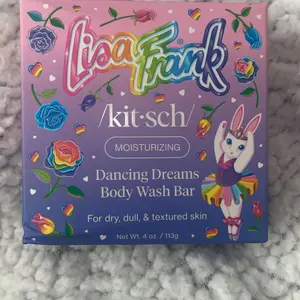 Lisa Frank
/kit·sch/
MOISTURIZING
Dancing Dreams
Body Wash Bar
For dry, dull, & textured skin
Net Wt. 4 oz. / 113g